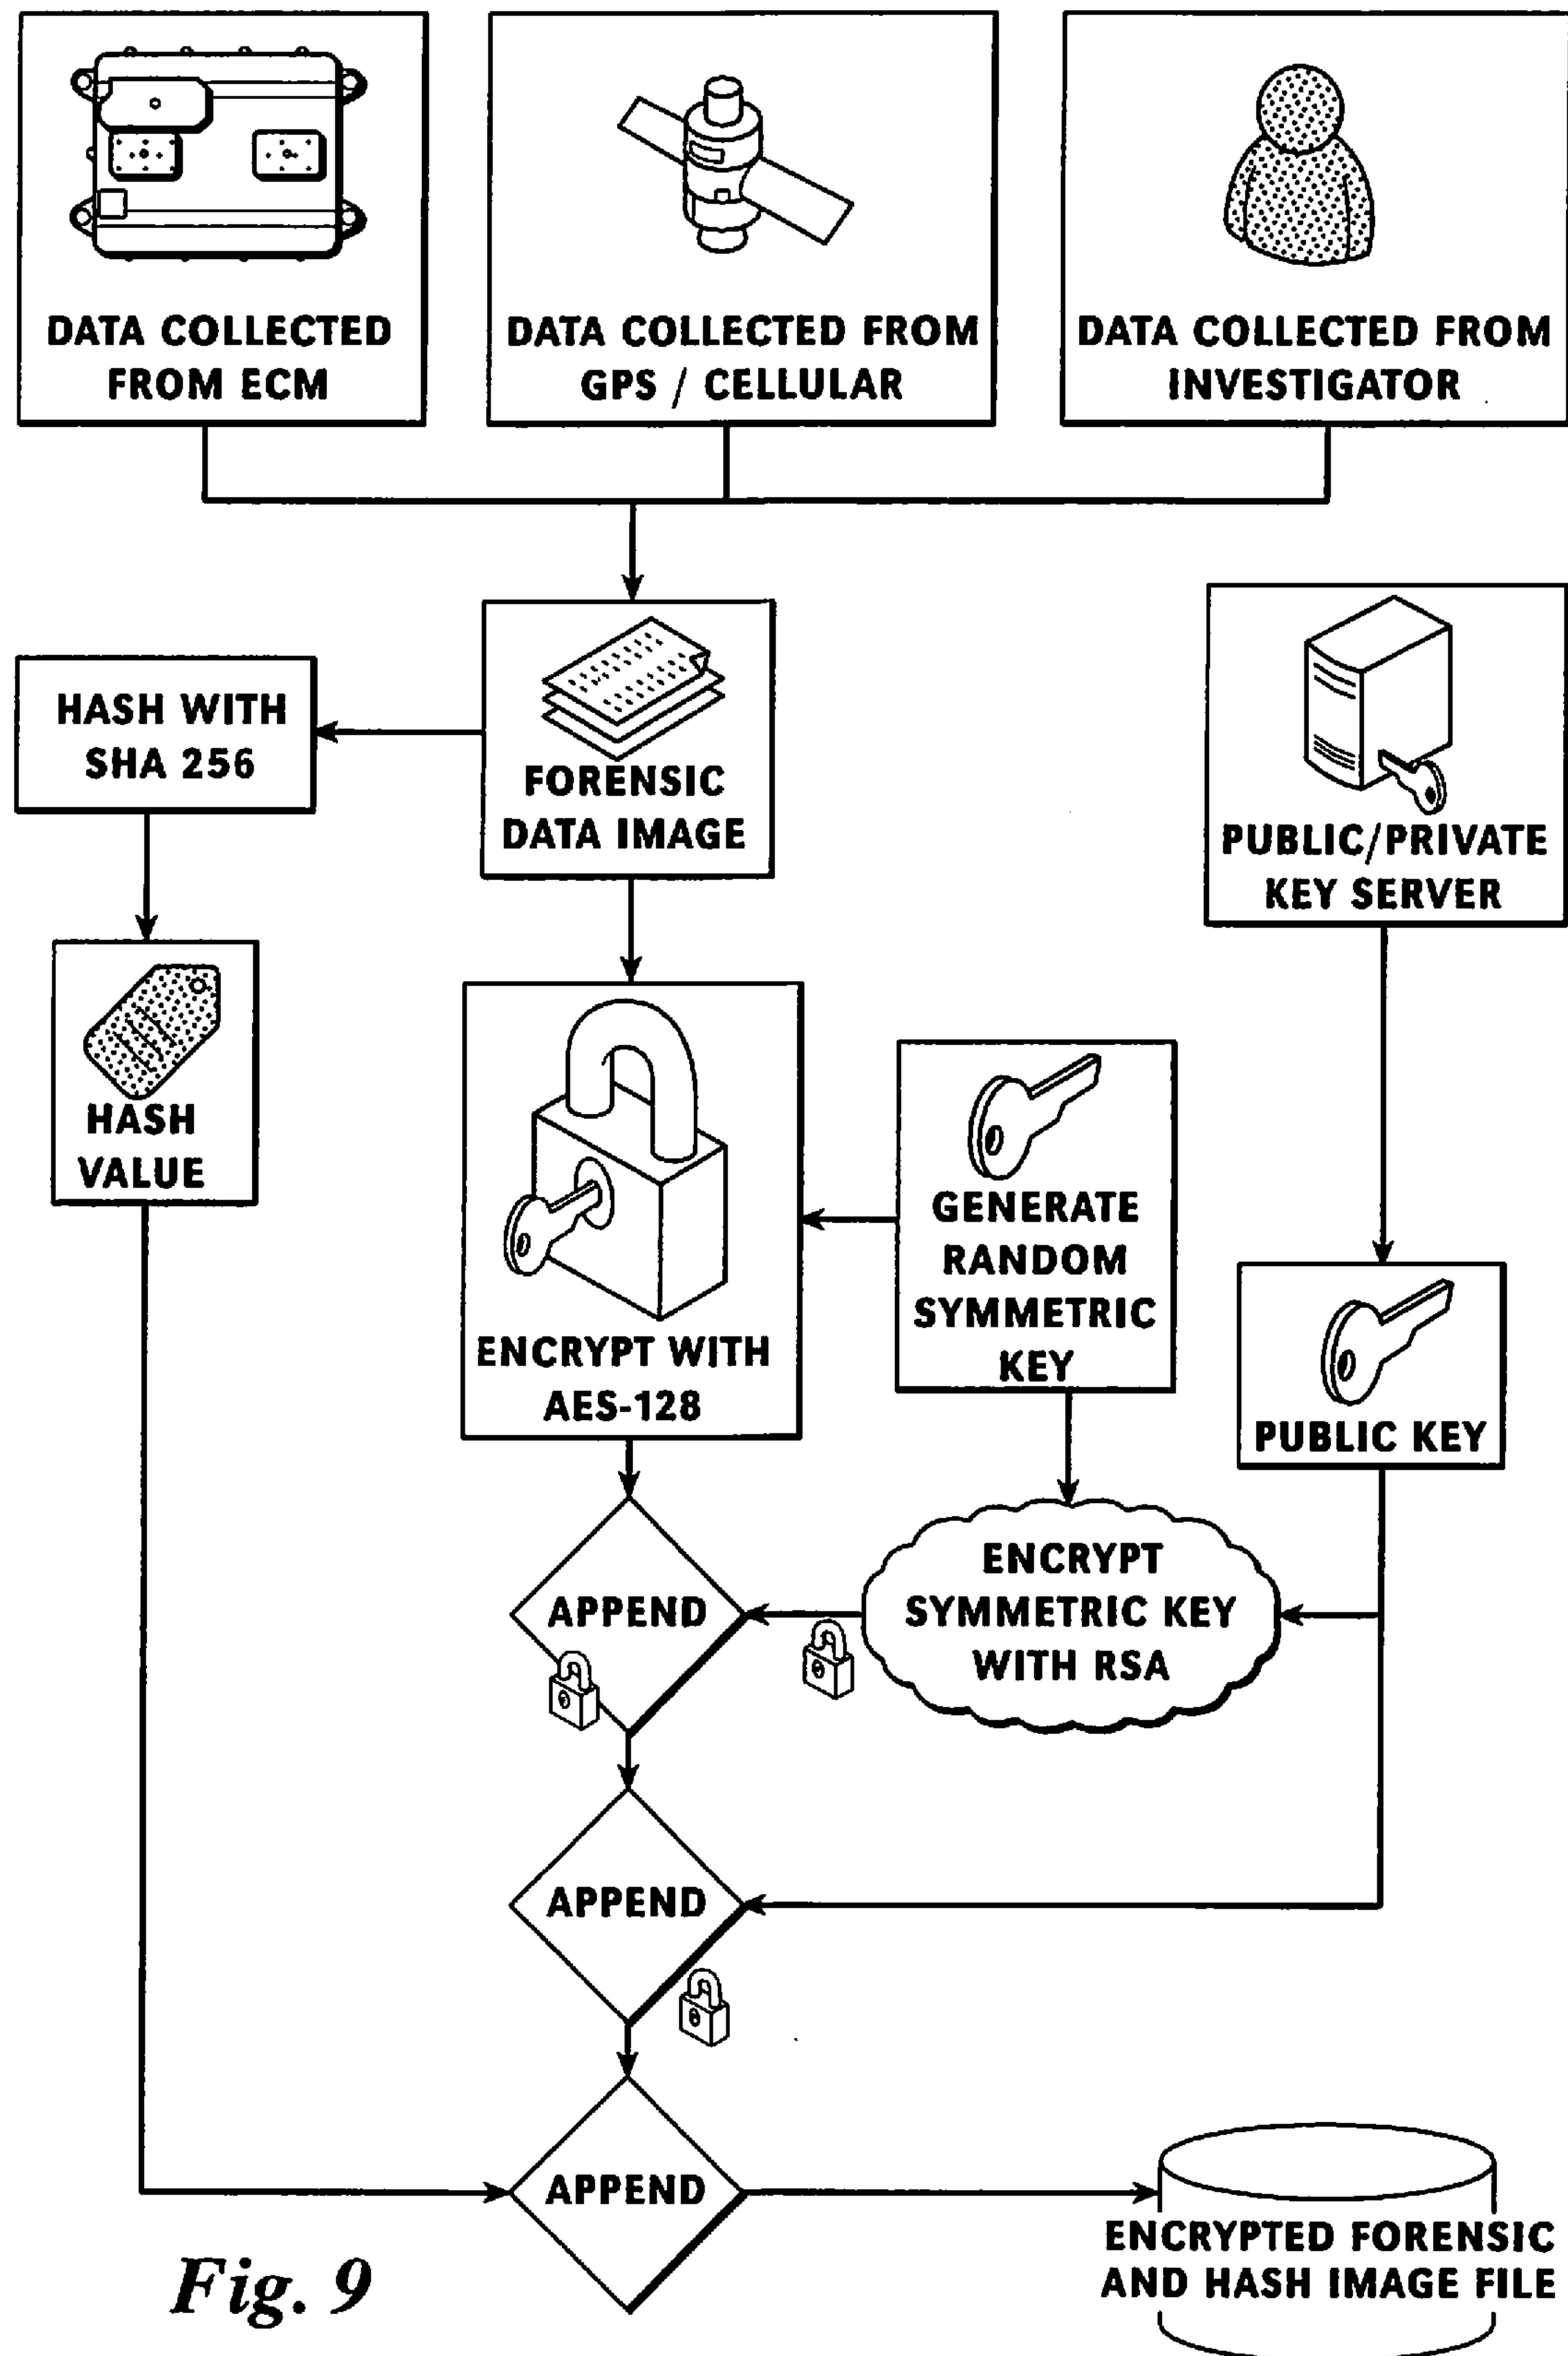 DATA COLLECTED
FROM ECM
DATA COLLECTED FROM
GPS / CELLULAR
DATA COLLECTED FROM
INVESTIGATOR
HASH WITH
SHA 256
FORENSIC
DATA IMAGE
PUBLIC/PRIVATE
KEY SERVER
HASH
VALUE
ENCRYPT WITH
AES-128
GENERATE
RANDOM
SYMMETRIC
KEY
PUBLIC KEY
APPEND
ENCRYPT
SYMMETRIC KEY
WITH RSA
APPEND
APPEND
ENCRYPTED FORENSIC
AND HASH IMAGE FILE
Fig. 9